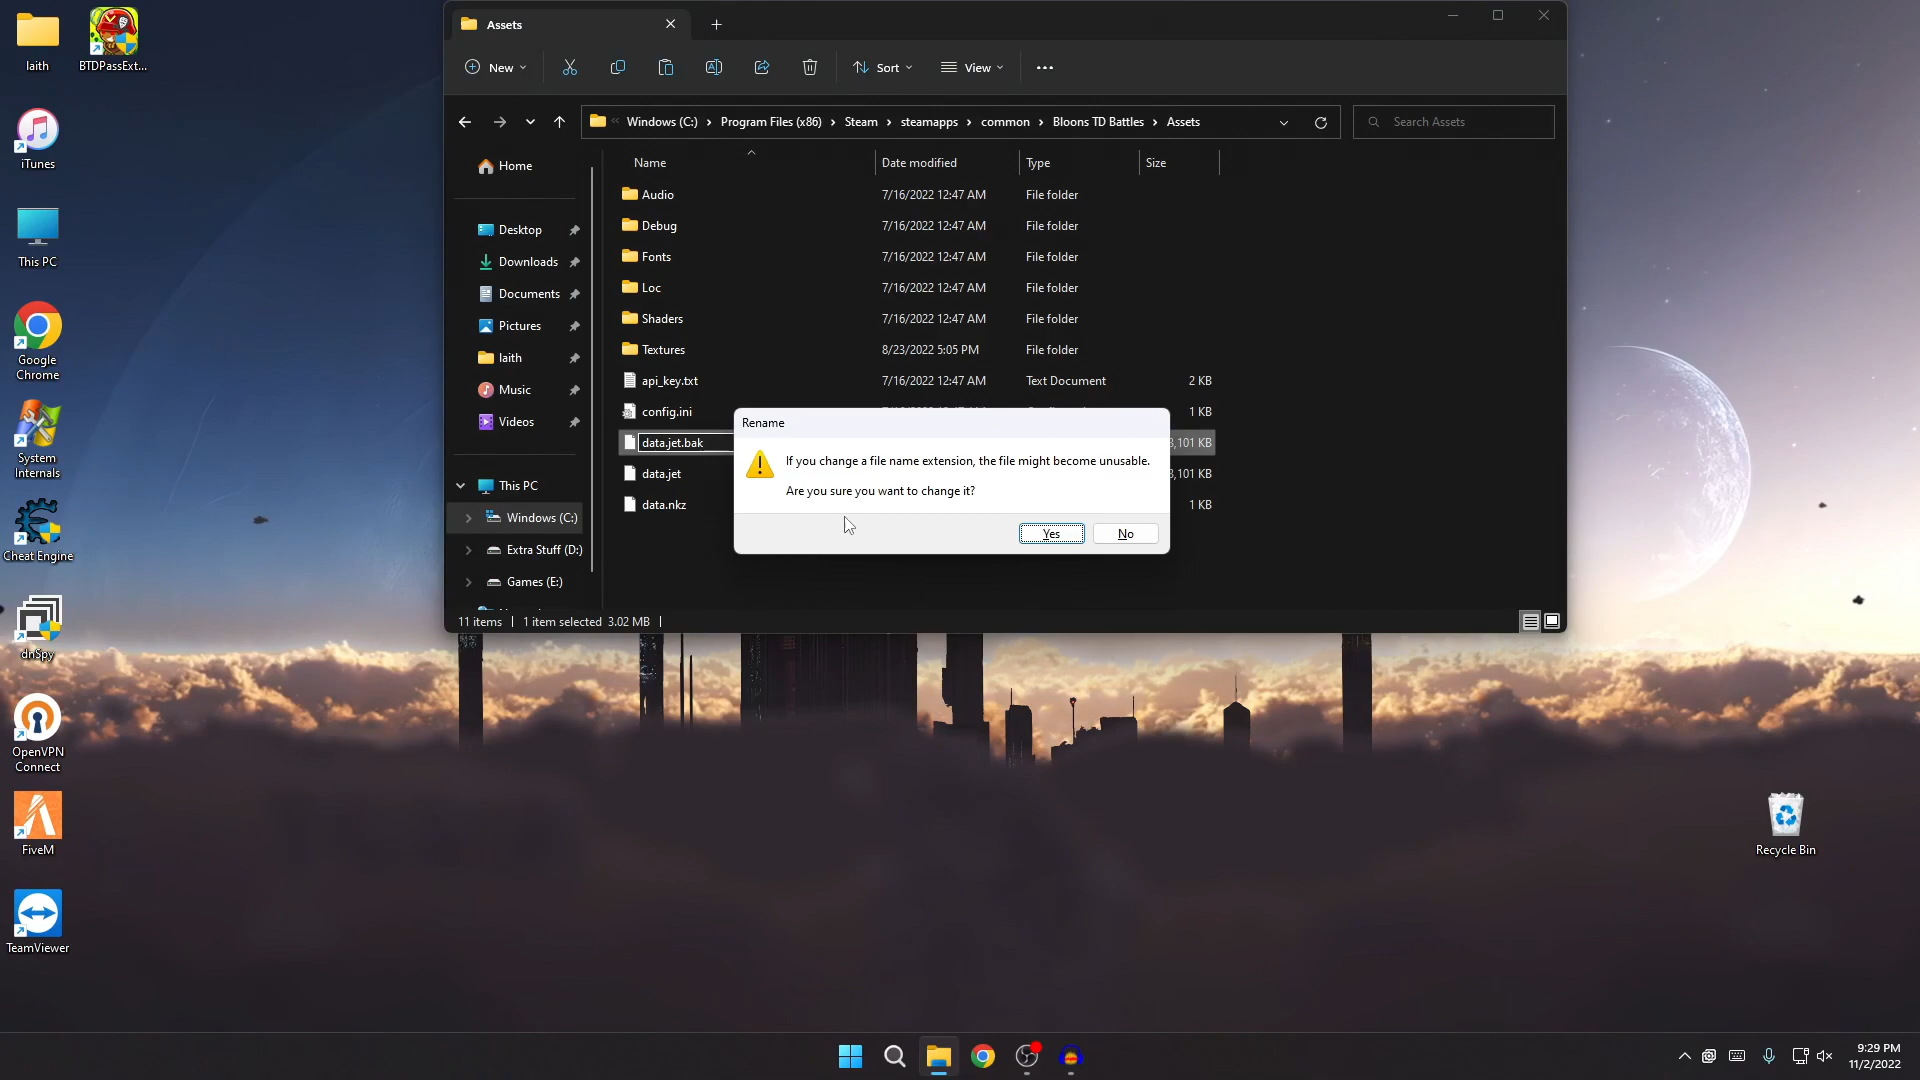 Assets
New
Sort
View
Windows (C:) > Program Files (x86) > Steam > steamapps > common > Bloons TD Battles > Assets
Search Assets
Home
Desktop
Downloads
Documents
Pictures
laith
Music
Videos
This PC
Windows (C:)
Extra Stuff (D:)
Games (E:)
Name Date modified Type Size
Audio 7/16/2022 12:47 AM File folder
Debug 7/16/2022 12:47 AM File folder
Fonts 7/16/2022 12:47 AM File folder
Loc 7/16/2022 12:47 AM File folder
Shaders 7/16/2022 12:47 AM File folder
Textures 8/23/2022 5:05 PM File folder
api_key.txt 7/16/2022 12:47 AM Text Document 2 KB
config.ini 1 KB
data.jet.bak 3,101 KB
data.jet 3,101 KB
data.nkz 1 KB
Rename
If you change a file name extension, the file might become unusable.
Are you sure you want to change it?
Yes No
11 items 1 item selected 3.02 MB
laith
BTDPassExt...
iTunes
This PC
Google
Chrome
System
Internals
Cheat Engine
dnSpy
OpenVPN
Connect
FiveM
TeamViewer
Recycle Bin
9:29 PM
11/2/2022